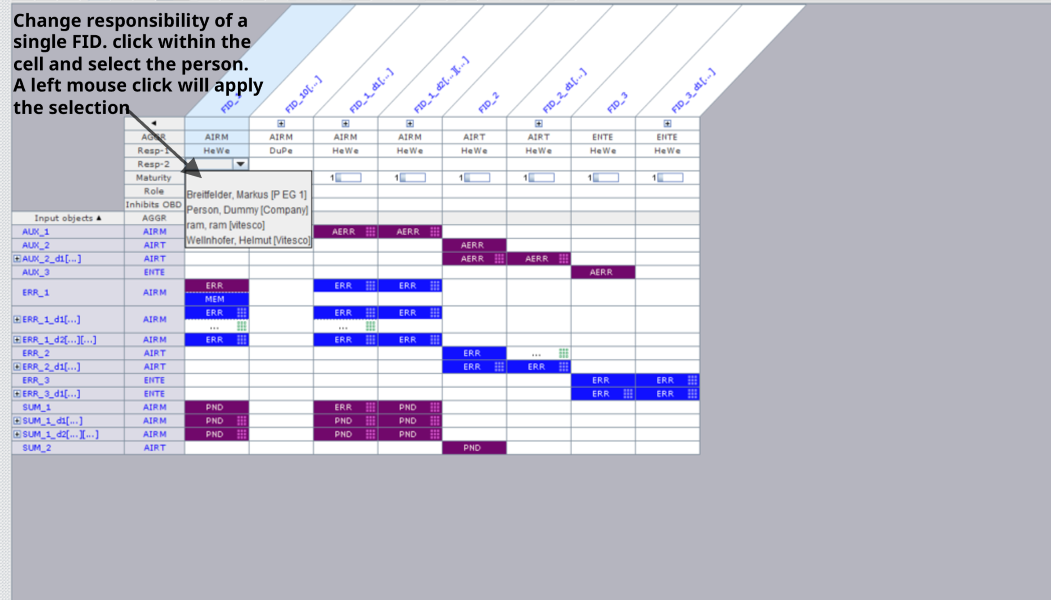 Change responsibility of a
single FID. click within the
cell and select the person.
A left mouse click will apply
the selection
FID_10[...] FID_1_d1[...] FID_1_d2[...][...] FID_2 FID_2_d1[...] FID_3 FID_3_d1[...]
AGGR AIRM AIRM AIRM AIRM AIRT AIRT ENTE ENTE
Resp-1 HeWe DuPe HeWe HeWe HeWe HeWe HeWe HeWe
Resp-2
Maturity 1 1 1 1 1 1
Role
Inhibits OBD
Input objects AGGR
Breitfelder, Markus [P EG 1]
Person, Dummy [Company]
ram, ram [vitesco]
Wellnhofer, Helmut [Vitesco]
AUX_1 AIRM AERR AERR
AUX_2 AIRT AERR
AUX_2_d1[...] AIRT AERR AERR
AUX_3 ENTE AERR
ERR_1 AIRM ERR ERR ERR
MEM
ERR_1_d1[...] AIRM ERR ERR ERR
... ...
ERR_1_d2[...][...] AIRM ERR ERR ERR
ERR_2 AIRT ERR ...
ERR_2_d1[...] AIRT ERR ERR
ERR_3 ENTE ERR ERR
ERR_3_d1[...] ENTE ERR ERR
SUM_1 AIRM PND ERR PND
SUM_1_d1[...] AIRM PND PND PND
SUM_1_d2[...][...] AIRM PND PND PND
SUM_2 AIRT PND